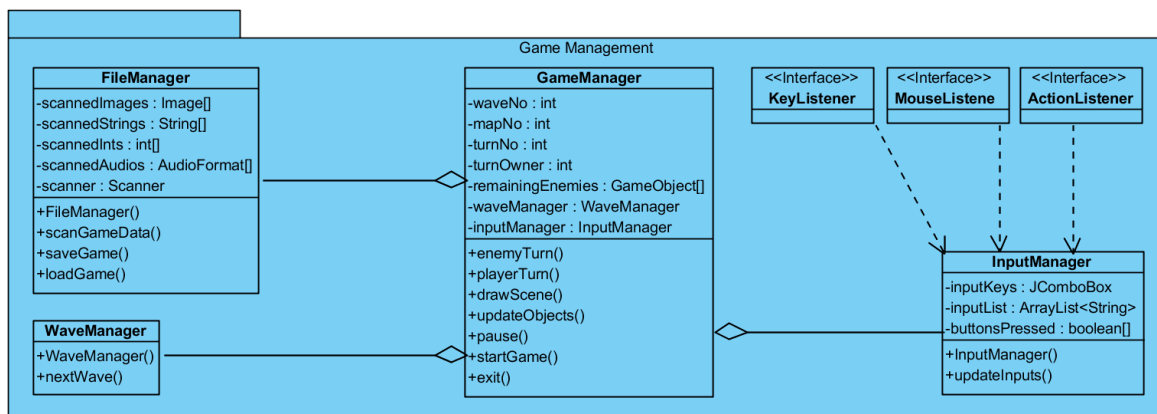 Game Management
FileManager
-scannedImages : Image[]
-scannedStrings : String[]
-scannedInts : int[]
-scannedAudios : AudioFormat[]
-scanner : Scanner
+FileManager()
+scanGameData()
+saveGame()
+loadGame()
WaveManager
+WaveManager()
+nextWave()
GameManager
-waveNo : int
-mapNo : int
-turnNo : int
-turnOwner : int
-remainingEnemies : GameObject[]
-waveManager : WaveManager
-inputManager : InputManager
+enemyTurn()
+playerTurn()
+drawScene()
+updateObjects()
+pause()
+startGame()
+exit()
<<Interface>>
KeyListener
<<Interface>>
MouseListene
<<Interface>>
ActionListener
InputManager
-inputKeys : JComboBox
-inputList : ArrayList<String>
-buttonsPressed : boolean[]
+InputManager()
+updateInputs()